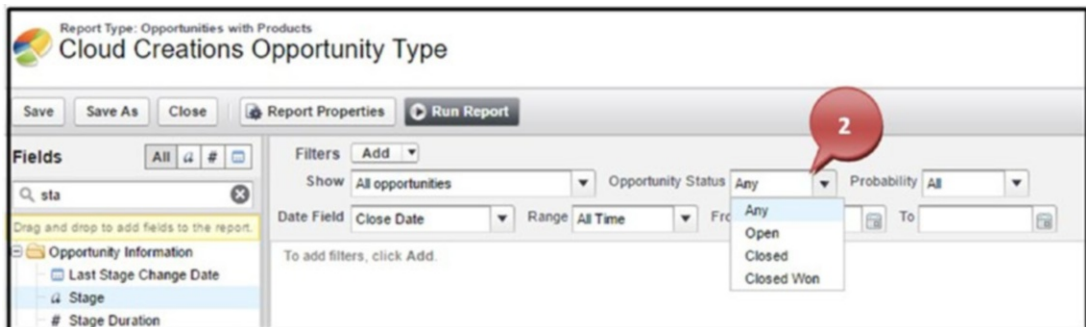 Report Type: Opportunities with Products
Cloud Creations Opportunity Type
Save Save As Close Report Properties Run Report
2
Fields All a # Filters Add
sta Show All opportunities Opportunity Status Any Probability All
Date Field Close Date Range All Time To
Drag and drop to add fields to the report.
Any
Open
Closed
Closed Won
To add filters, click Add.
Opportunity Information
Last Stage Change Date
a Stage
# Stage Duration